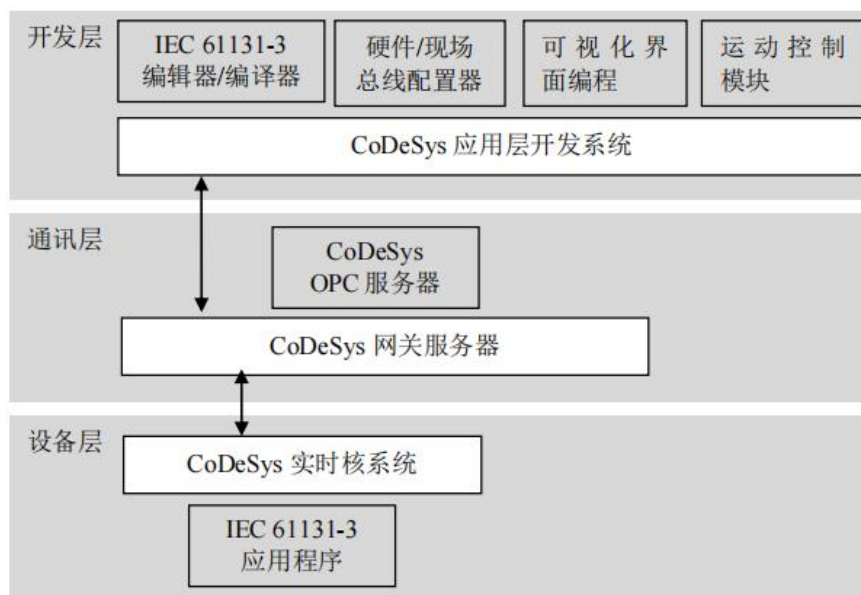 开发层
IEC 61131-3
编辑器/编译器
硬件/现场
总线配置器
可视化界
面编程
运动控制
模块
CoDeSys 应用层开发系统
通讯层
CoDeSys
OPC 服务器
CoDeSys 网关服务器
设备层
CoDeSys 实时核系统
IEC 61131-3
应用程序